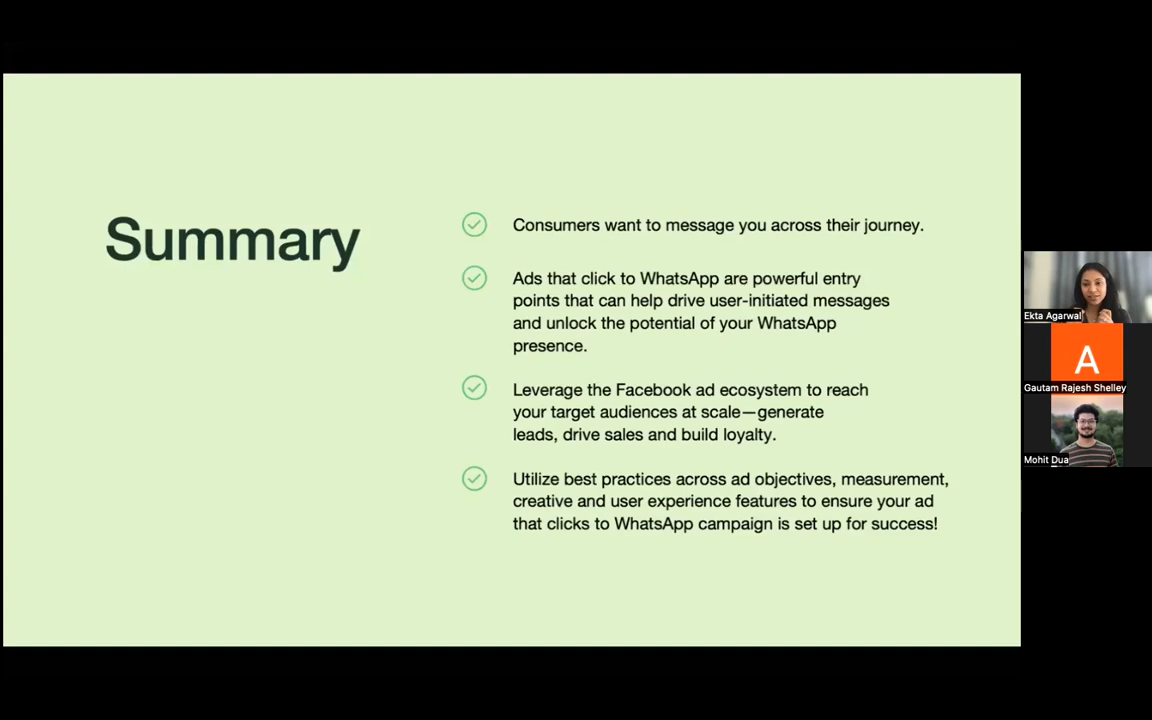 Summary
Consumers want to message you across their journey.
Ads that click to WhatsApp are powerful entry
points that can help drive user-initiated messages
and unlock the potential of your WhatsApp
presence.
Leverage the Facebook ad ecosystem to reach
your target audiences at scale—generate
leads, drive sales and build loyalty.
Utilize best practices across ad objectives, measurement,
creative and user experience features to ensure your ad
that clicks to WhatsApp campaign is set up for success!
Ekta Agarwal
A
Gautam Rajesh Shelley
Mohit Dua